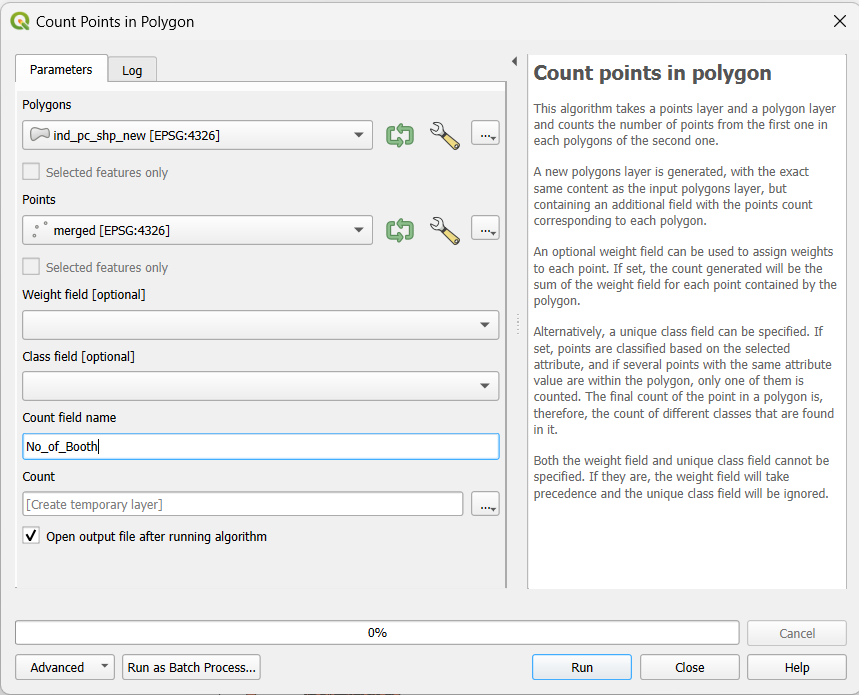 Count Points in Polygon
Parameters
Log
Polygons
ind_pc_shp_new [EPSG:4326]
...
Selected features only
Points
merged [EPSG:4326]
...
Selected features only
Weight field [optional]
Class field [optional]
Count field name
No_of_Booth
Count
[Create temporary layer]
...
Open output file after running algorithm
Count points in polygon
This algorithm takes a points layer and a polygon layer
and counts the number of points from the first one in
each polygons of the second one.
A new polygons layer is generated, with the exact
same content as the input polygons layer, but
containing an additional field with the points count
corresponding to each polygon.
An optional weight field can be used to assign weights
to each point. If set, the count generated will be the
sum of the weight field for each point contained by the
polygon.
Alternatively, a unique class field can be specified. If
set, points are classified based on the selected
attribute, and if several points with the same attribute
value are within the polygon, only one of them is
counted. The final count of the point in a polygon is,
therefore, the count of different classes that are found
in it.
Both the weight field and unique class field cannot be
specified. If they are, the weight field will take
precedence and the unique class field will be ignored.
0%
Cancel
Advanced
Run as Batch Process...
Run
Close
Help